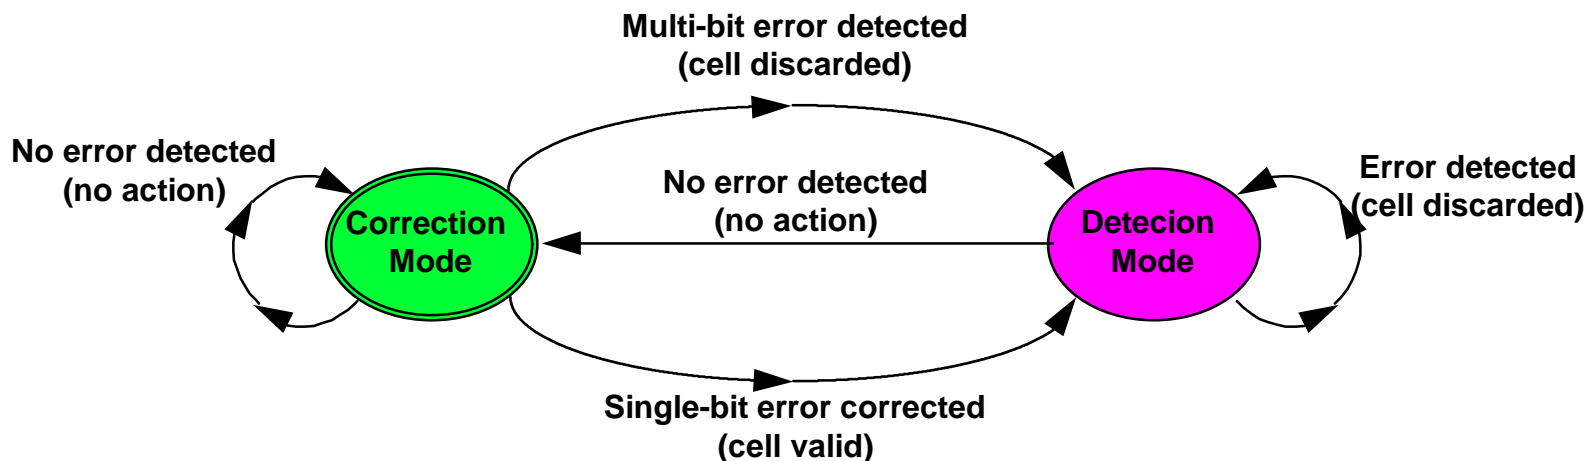 Multi-bit error detected
(cell discarded)
No error detected
(no action)
Correction
Mode
No error detected
(no action)
Detecion
Mode
Error detected
(cell discarded)
Single-bit error corrected
(cell valid)